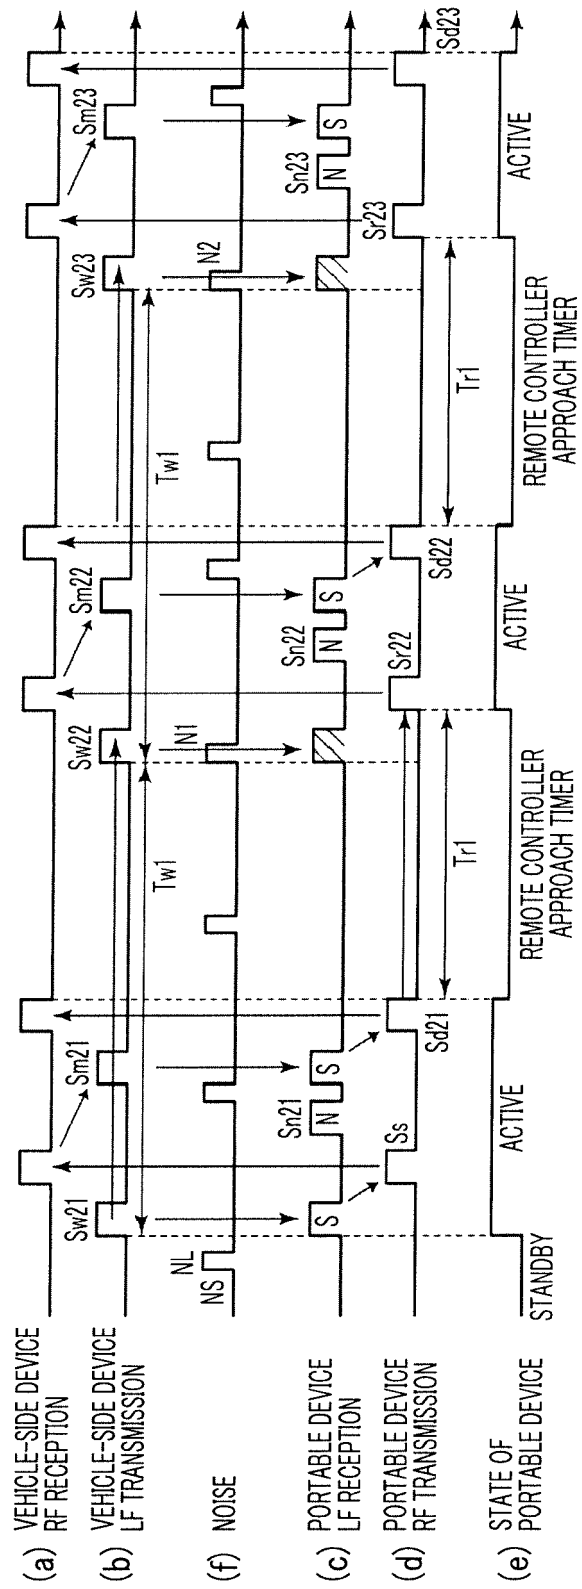 (a) VEHICLE-SIDE DEVICE
RF RECEPTION
(b) VEHICLE-SIDE DEVICE
LF TRANSMISSION
Sw21
Sm21
Sw22
Sm22
Sw23
Sm23
Tw1
Tw1
(f) NOISE
NS
NL
N1
N2
(c) PORTABLE DEVICE
LF RECEPTION
S
Sn21
N
S
Sn22
N
S
Sn23
N
S
(d) PORTABLE DEVICE
RF TRANSMISSION
Ss
Sd21
Sr22
Sd22
Sr23
Sd23
Tr1
Tr1
(e) STATE OF
PORTABLE DEVICE
STANDBY
ACTIVE
REMOTE CONTROLLER
APPROACH TIMER
ACTIVE
REMOTE CONTROLLER
APPROACH TIMER
ACTIVE